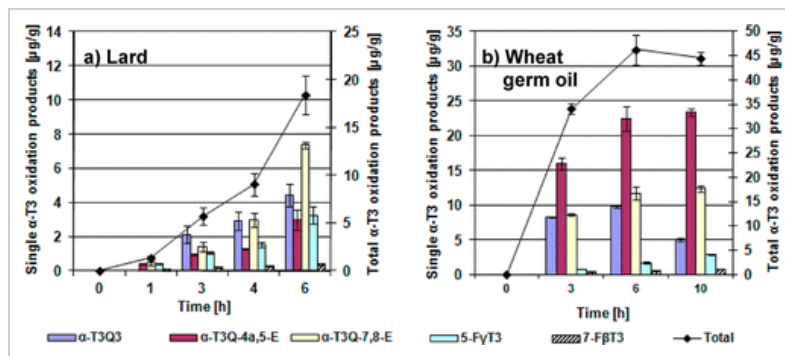 a) Lard
Single α-T3 oxidation products [µg/g]
14
12
10
8
6
4
2
0
Total α-T3 oxidation products [µg/g]
25
20
15
10
5
0
0 1 3 4 6
Time [h]
b) Wheat
germ oil
Single α-T3 oxidation products [µg/g]
35
30
25
20
15
10
5
0
Total α-T3 oxidation products [µg/g]
50
45
40
35
30
25
20
15
10
5
0
0 3 6 10
Time [h]
α-T3Q3 α-T3Q-4a,5-E α-T3Q-7,8-E 5-FγT3 7-FβT3 Total